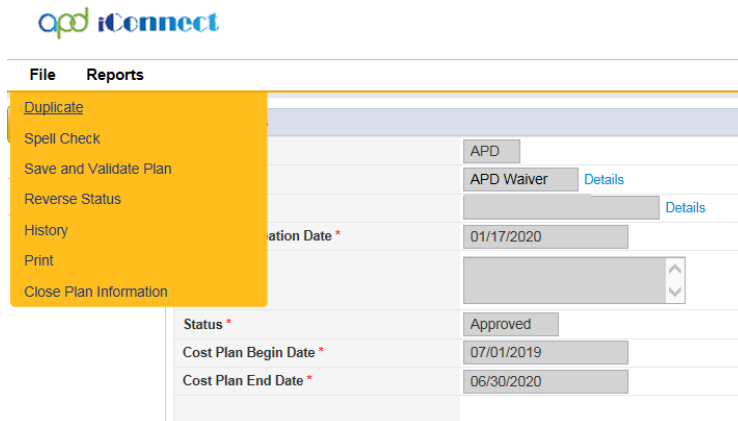 apd iConnect
File Reports
Duplicate
Spell Check
Save and Validate Plan
Reverse Status
History
Print
Close Plan Information
APD
APD Waiver Details
Details
ation Date * 01/17/2020
Status * Approved
Cost Plan Begin Date * 07/01/2019
Cost Plan End Date * 06/30/2020